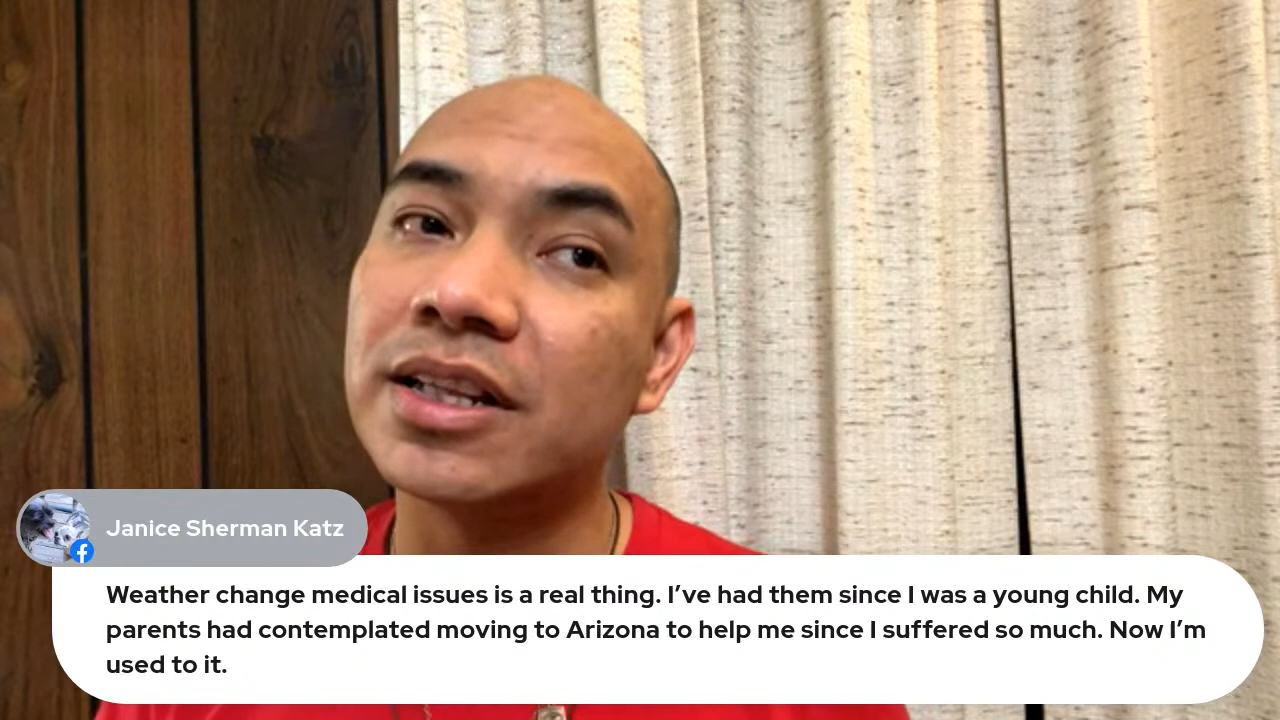 Janice Sherman Katz
Weather change medical issues is a real thing. I’ve had them since I was a young child. My
parents had contemplated moving to Arizona to help me since I suffered so much. Now I’m
used to it.